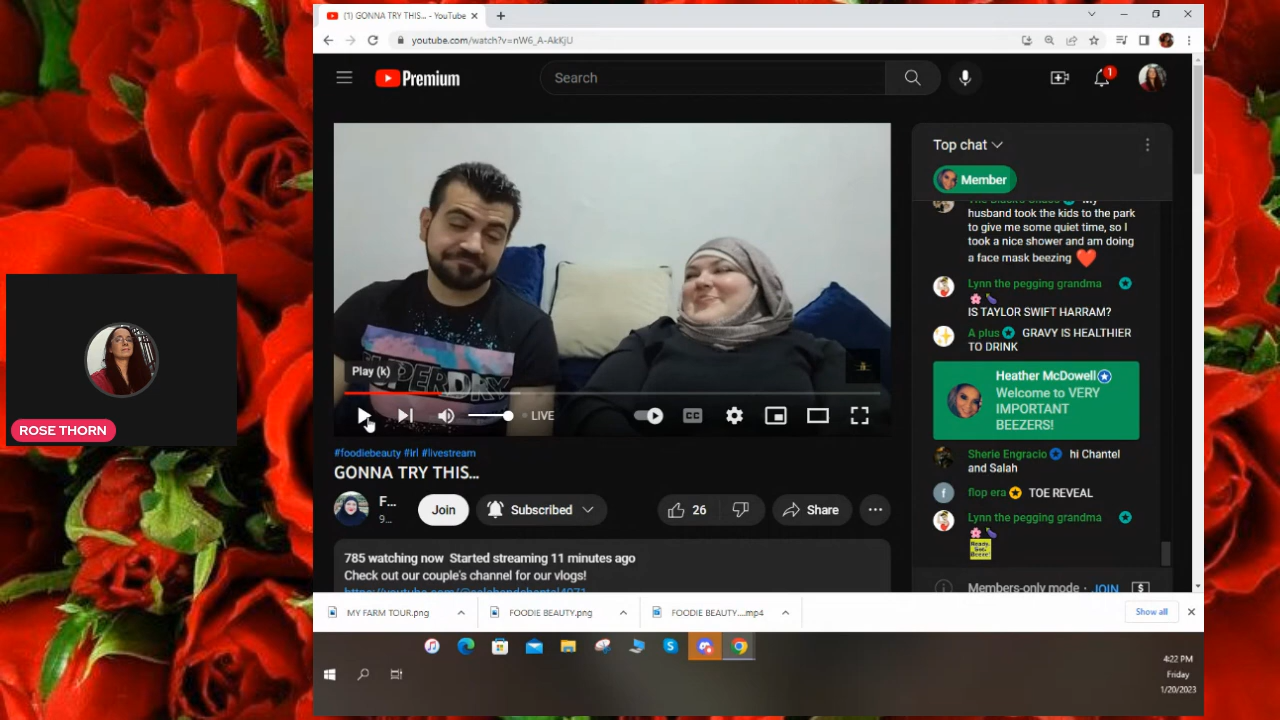 (1) GONNA TRY THIS... - YouTube
youtube.com/watch?v=nW6_A-AkKjU
Premium
Search
1
Top chat
Member
husband took the kids to the park
to give me some quiet time, so I
took a nice shower and am doing
a face mask beezing
Lynn the pegging grandma
IS TAYLOR SWIFT HARRAM?
A plus GRAVY IS HEALTHIER
TO DRINK
Heather McDowell
Welcome to VERY
IMPORTANT
BEEZERS!
Sherie Engracio hi Chantel
and Salah
flop era TOE REVEAL
Lynn the pegging grandma
Members-only mode · JOIN
SUPERDRY
Play (k)
LIVE
CC
#foodiebeauty #irl #livestream
GONNA TRY THIS...
F...
9...
Join
Subscribed
26
Share
785 watching now Started streaming 11 minutes ago
Check out our couple's channel for our vlogs!
ROSE THORN
MY FARM TOUR.png
FOODIE BEAUTY.png
FOODIE BEAUTY....mp4
Show all
4:22 PM
Friday
1/20/2023